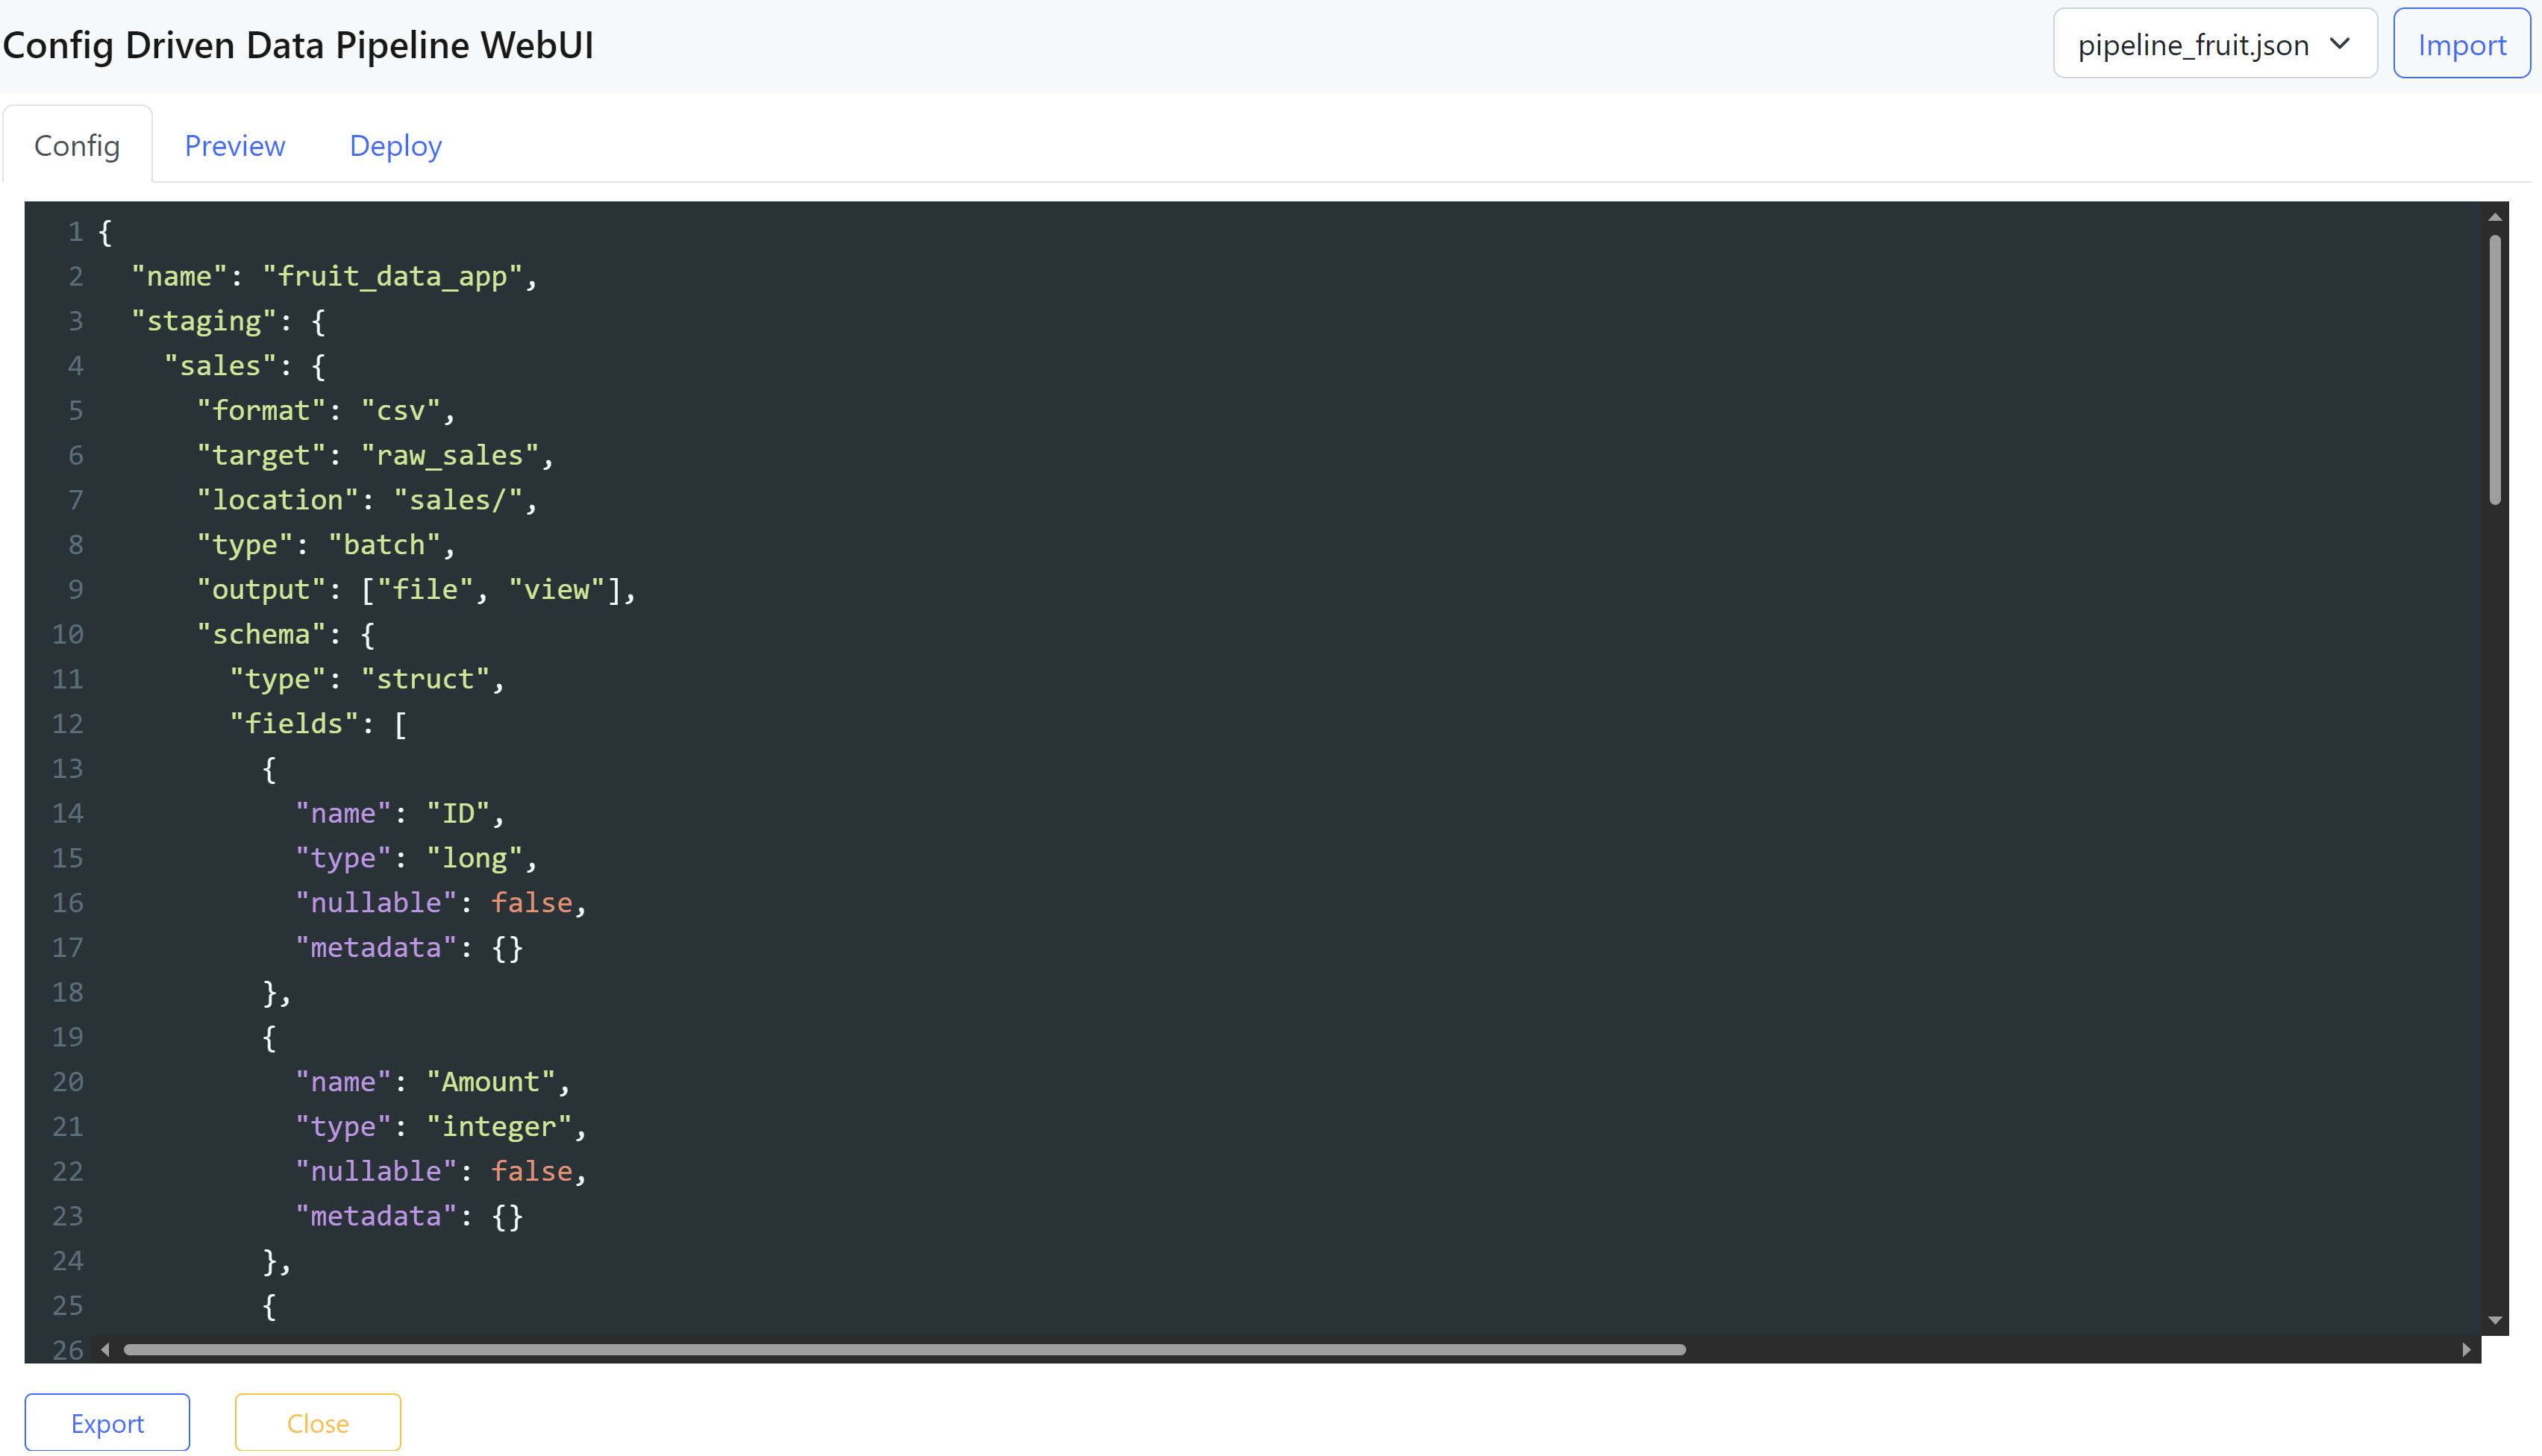 Config Driven Data Pipeline WebUI
pipeline_fruit.json
Import
Config
Preview
Deploy
1 {
2   "name": "fruit_data_app",
3   "staging": {
4     "sales": {
5       "format": "csv",
6       "target": "raw_sales",
7       "location": "sales/",
8       "type": "batch",
9       "output": ["file", "view"],
10       "schema": {
11         "type": "struct",
12         "fields": [
13           {
14             "name": "ID",
15             "type": "long",
16             "nullable": false,
17             "metadata": {}
18           },
19           {
20             "name": "Amount",
21             "type": "integer",
22             "nullable": false,
23             "metadata": {}
24           },
25           {
26
Export
Close